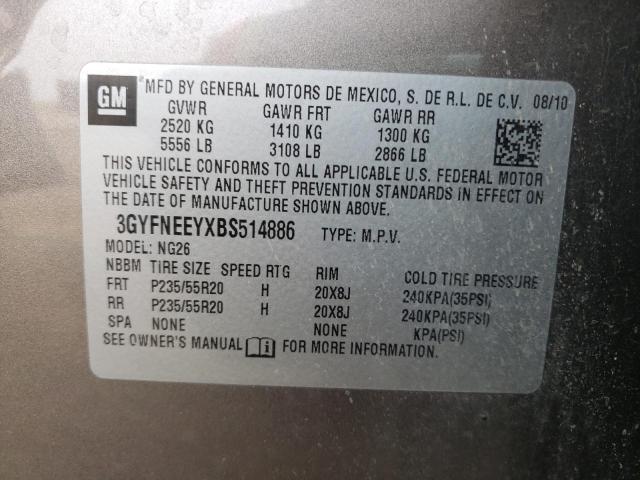 GM
MFD BY GENERAL MOTORS DE MEXICO, S. DE R.L. DE C.V. 08/10
GVWR GAWR FRT GAWR RR
2520 KG 1410 KG 1300 KG
5556 LB 3108 LB 2866 LB
THIS VEHICLE CONFORMS TO ALL APPLICABLE U.S. FEDERAL MOTOR
VEHICLE SAFETY AND THEFT PREVENTION STANDARDS IN EFFECT ON
THE DATE OF MANUFACTURE SHOWN ABOVE.
3GYFNEEYXBS514886 TYPE: M.P.V.
MODEL: NG26
NBBM TIRE SIZE SPEED RTG RIM COLD TIRE PRESSURE
FRT P235/55R20 H 20X8J 240KPA(35PSI)
RR P235/55R20 H 20X8J 240KPA(35PSI)
SPA NONE NONE KPA(PSI)
SEE OWNER'S MANUAL FOR MORE INFORMATION.